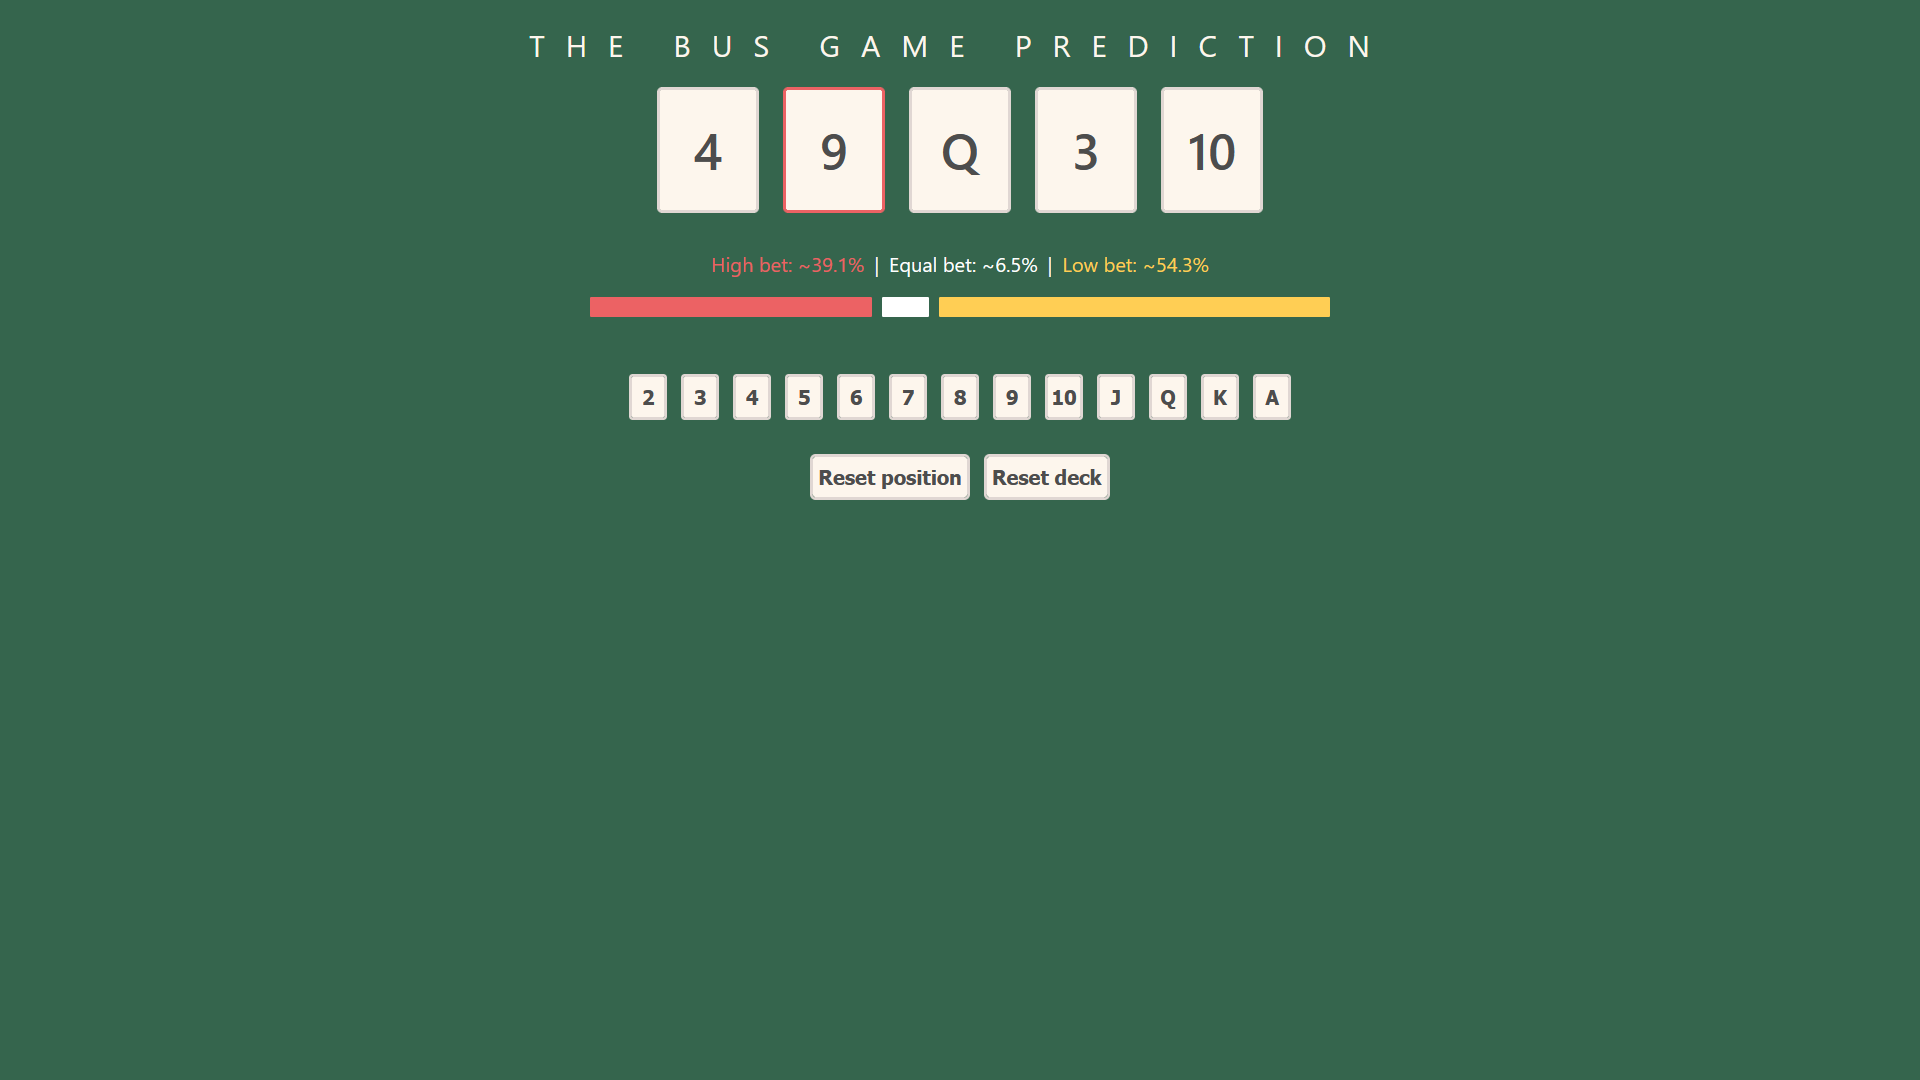 THE BUS GAME PREDICTION
4 9 Q 3 10
High bet: ~39.1% | Equal bet: ~6.5% | Low bet: ~54.3%
2 3 4 5 6 7 8 9 10 J Q K A
Reset position Reset deck